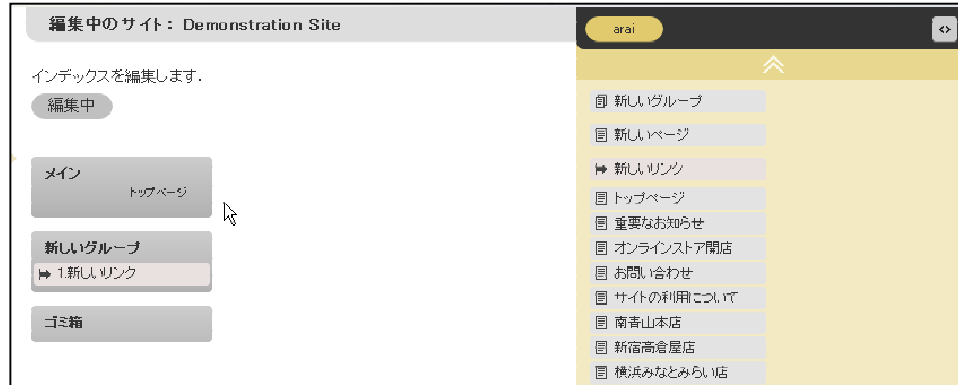 編集中のサイト: Demonstration Site
インデックスを編集します.
編集中
メイン
トップページ
新しいグループ
1.新しいリンク
ゴミ箱
arai
<>
新しいグループ
新しいページ
新しいリンク
トップページ
重要なお知らせ
オンラインストア開店
お問い合わせ
サイトの利用について
南青山本店
新宿高倉屋店
横浜みなとみらい店